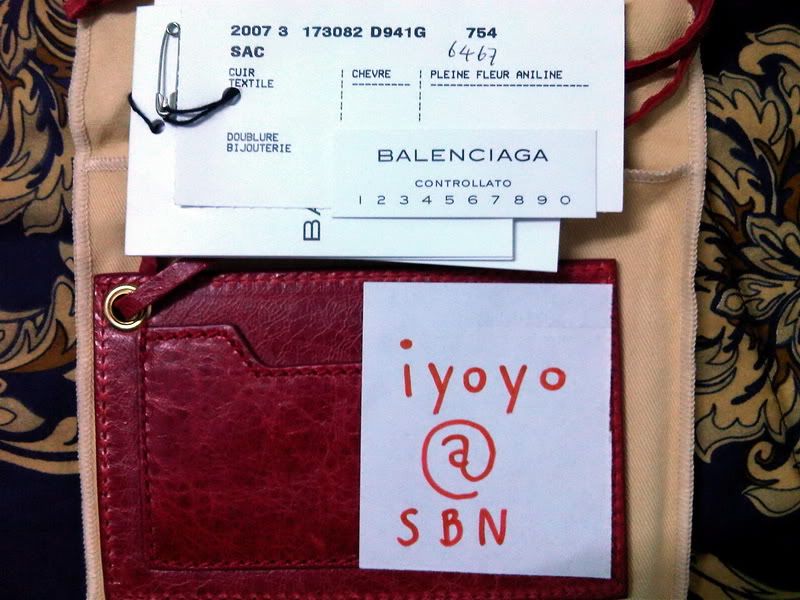 2007 3 173082 D941G 754
SAC 6467
CUIR CHEVRE PLEINE FLEUR ANILINE
TEXTILE
DOUBLURE
BIJOUTERIE
BALENCIAGA
CONTROLLATO
1 2 3 4 5 6 7 8 9 0
iyoyo
@
SBN